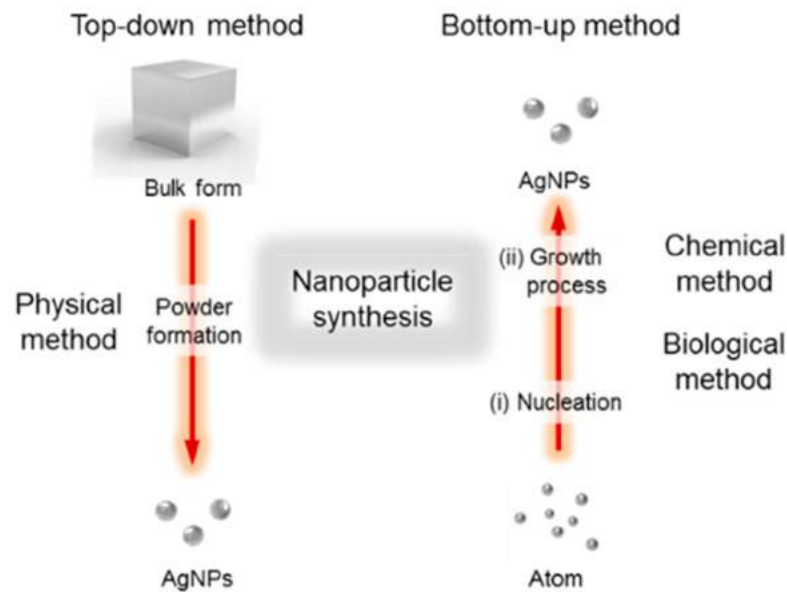 Top-down method
Bottom-up method
Bulk form
AgNPs
Physical
method
Powder
formation
Nanoparticle
synthesis
(ii) Growth
process
Chemical
method
Biological
method
(i) Nucleation
AgNPs
Atom